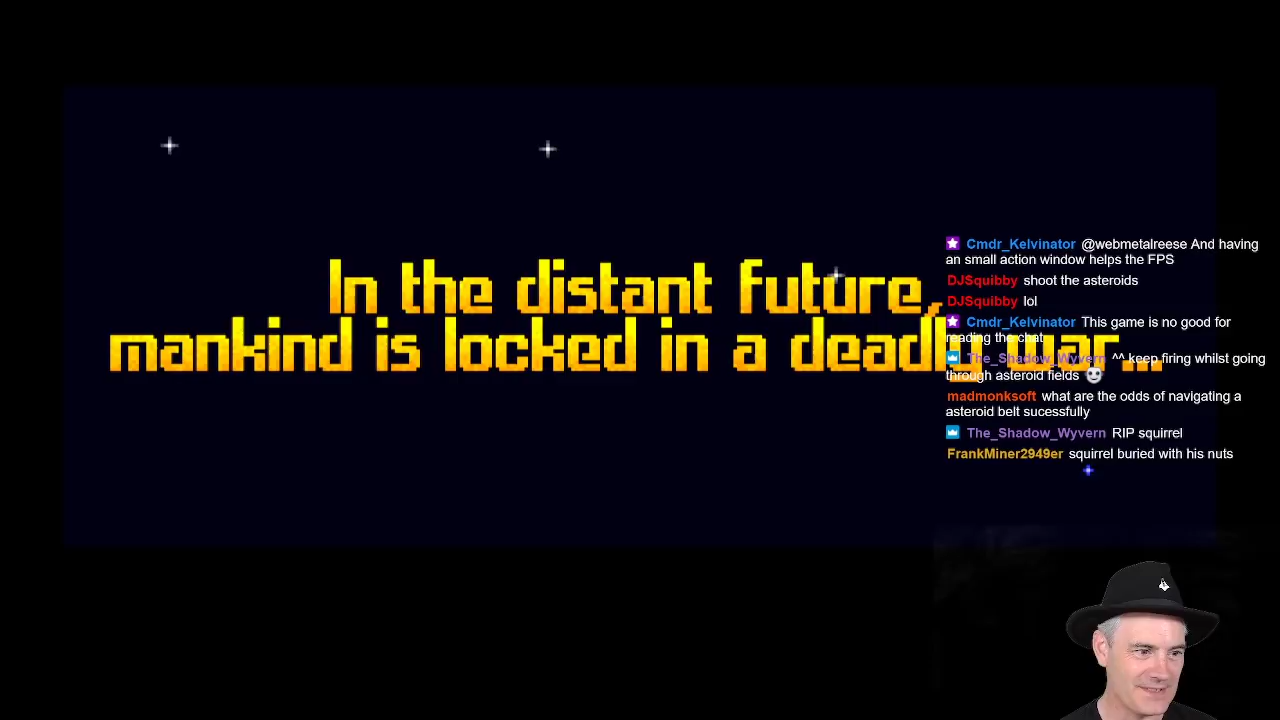 In the distant future,
mankind is locked in a deadly war...
Cmdr_Kelvinator @webmetalreese And having
an small action window helps the FPS
DJSquibby shoot the asteroids
DJSquibby lol
Cmdr_Kelvinator This game is no good for
reading the chat
The_Shadow_Wyvern ^^ keep firing whilst going
through asteroid fields
madmonksoft what are the odds of navigating a
asteroid belt sucessfully
The_Shadow_Wyvern RIP squirrel
FrankMiner2949er squirrel buried with his nuts